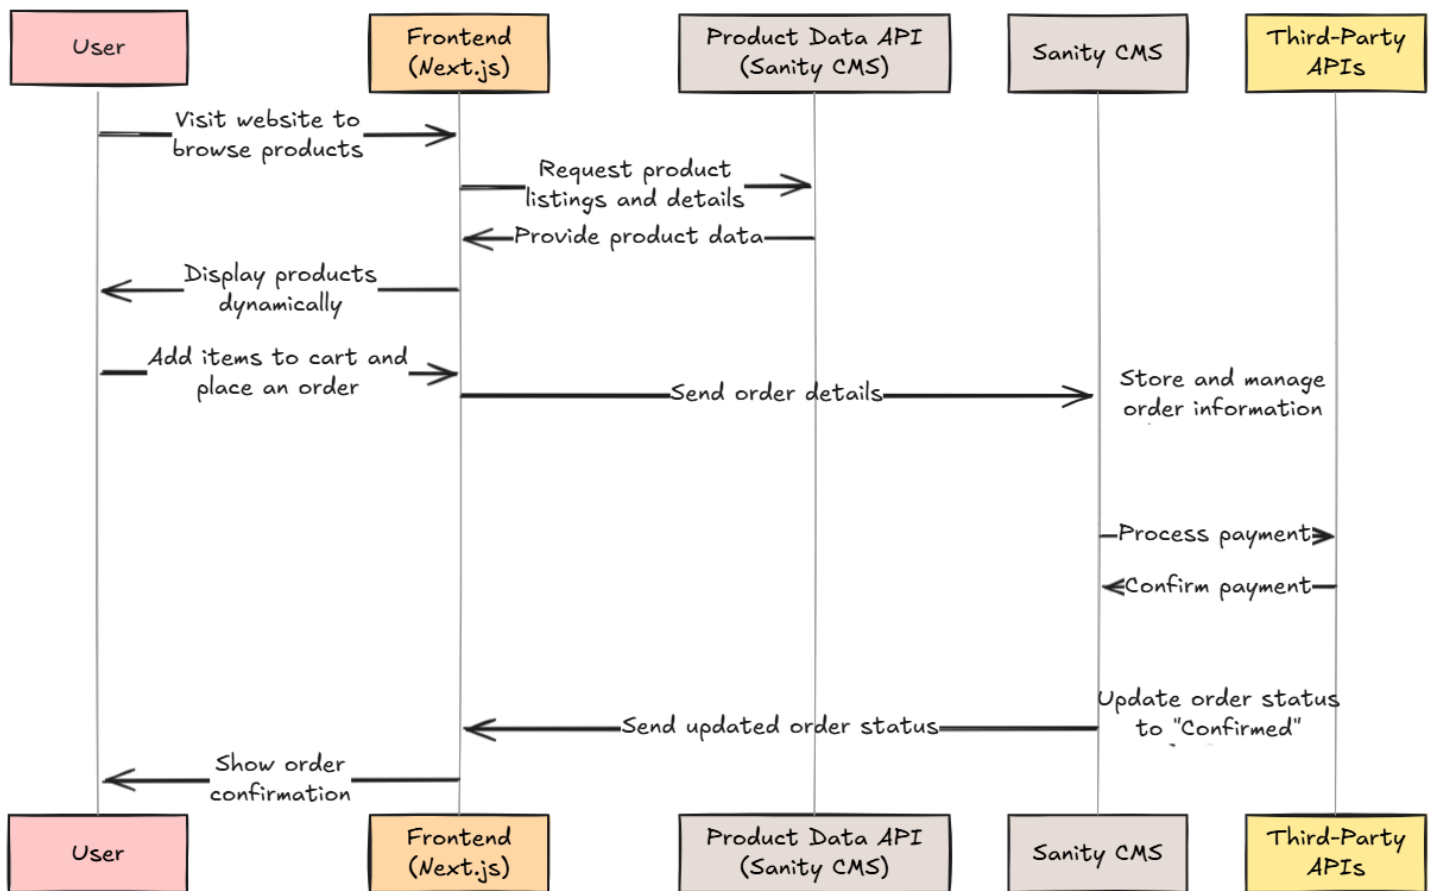 User
Frontend
(Next.js)
Product Data API
(Sanity CMS)
Sanity CMS
Third-Party
APIs
Visit website to
browse products
Request product
listings and details
Provide product data
Display products
dynamically
Add items to cart and
place an order
Send order details
Store and manage
order information
Process payment
Confirm payment
Update order status
to "Confirmed"
Send updated order status
Show order
confirmation
User
Frontend
(Next.js)
Product Data API
(Sanity CMS)
Sanity CMS
Third-Party
APIs